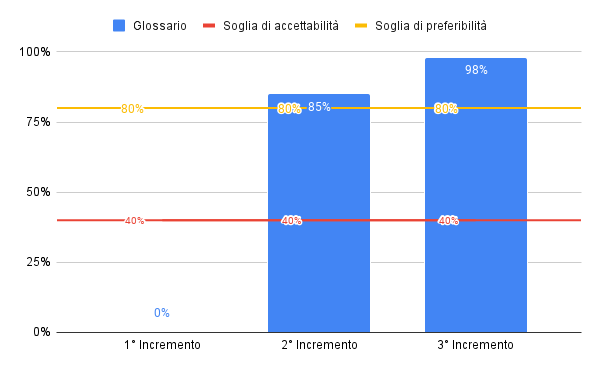 Glossario Soglia di accettabilità Soglia di preferibilità
100%
98%
80% 80% 85% 80%
75%
50%
40% 40% 40%
25%
0%
0%
1° Incremento 2° Incremento 3° Incremento